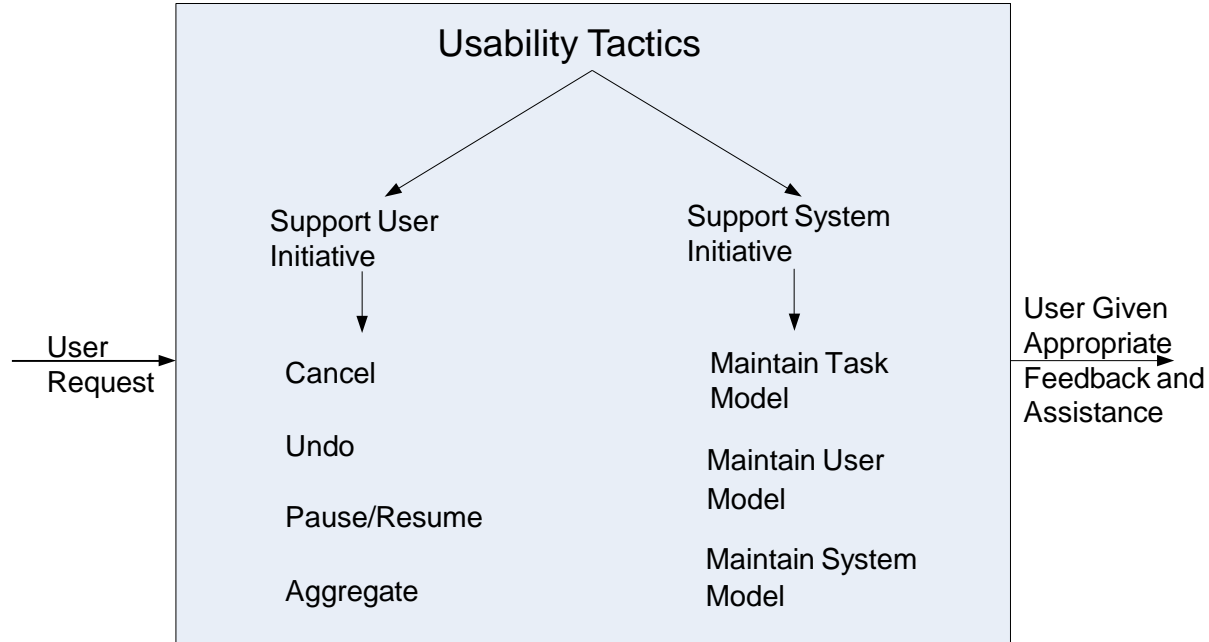 Usability Tactics
Support User
Initiative
Support System
Initiative
User
Request
Cancel
Undo
Pause/Resume
Aggregate
Maintain Task
Model
Maintain User
Model
Maintain System
Model
User Given
Appropriate
Feedback and
Assistance